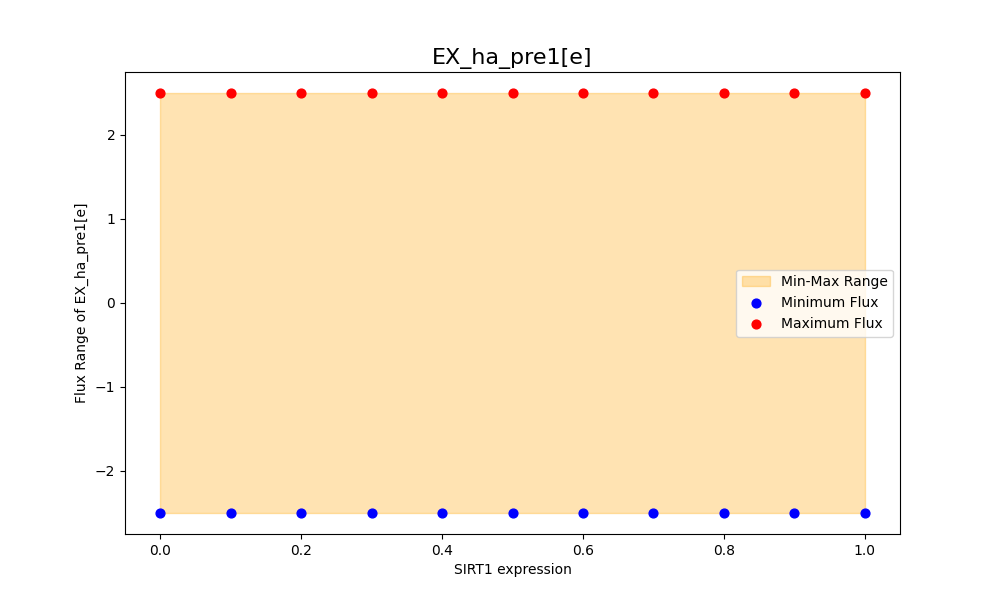 EX_ha_pre1[e]
Flux Range of EX_ha_pre1[e]
2
1
0
−1
−2
Min-Max Range
Minimum Flux
Maximum Flux
0.0 0.2 0.4 0.6 0.8 1.0
SIRT1 expression